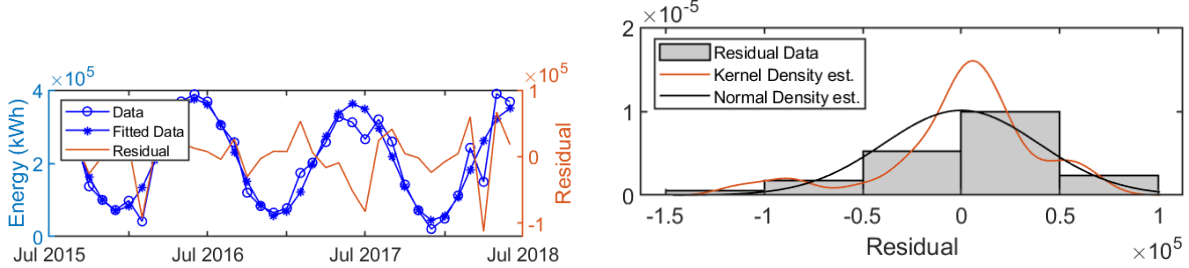 ×10⁵
×10⁵
4
2
0
Energy (kWh)
Data
Fitted Data
Residual
1
0
-1
Residual
Jul 2015
Jul 2016
Jul 2017
Jul 2018
×10⁻⁵
2
1
0
Residual Data
Kernel Density est.
Normal Density est.
-1.5
-1
-0.5
0
0.5
1
Residual
×10⁵